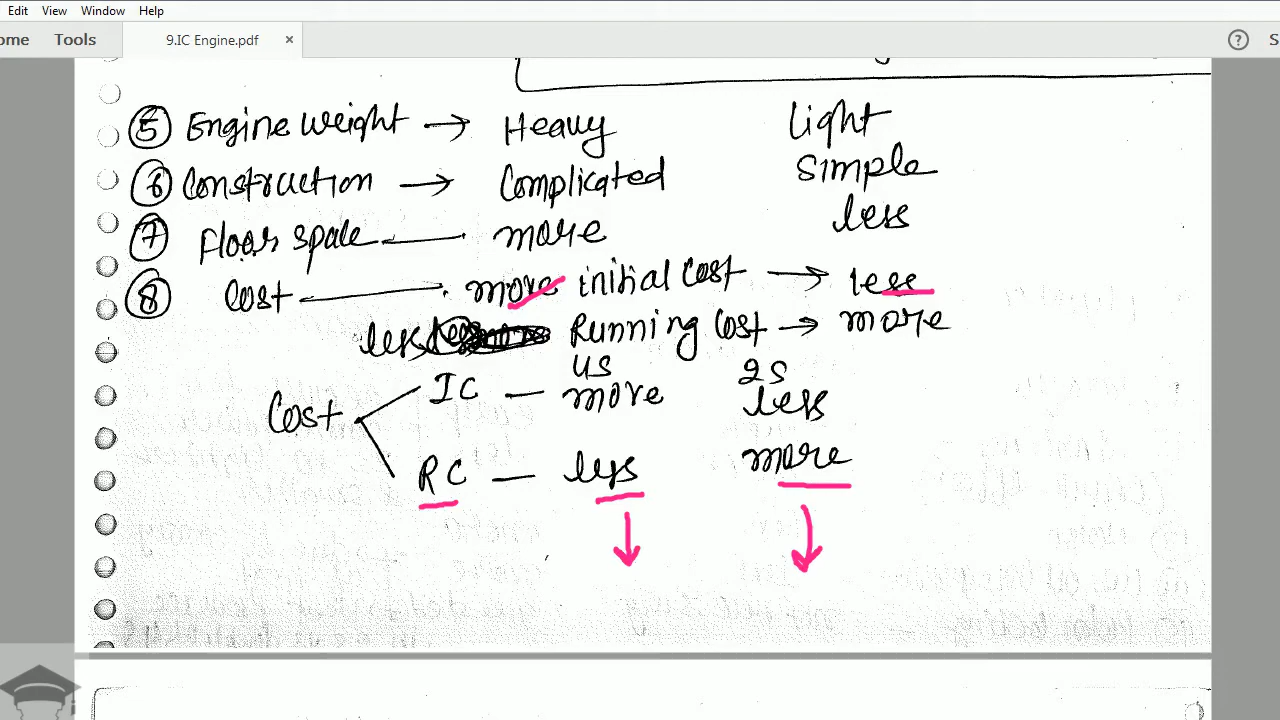 Edit View Window Help
ome Tools 9.IC Engine.pdf × ? S
⑤ Engine Weight → Heavy Light
⑥ Construction → Complicated Simple
⑦ Floor space — more less
⑧ Cost — more initial cost → less
less Running cost → more
4S 2S
Cost IC — more less
RC — less more